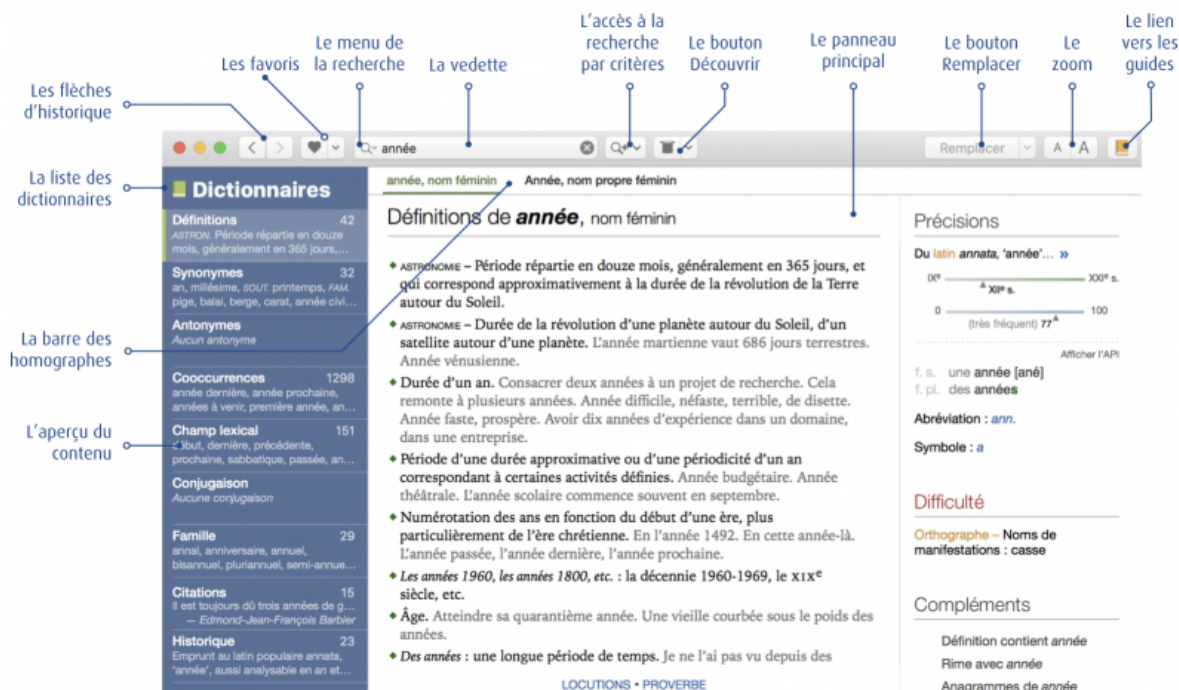 L'accès à la
recherche
par critères
Le lien
vers les
guides
Le menu de
la recherche
Les favoris
La vedette
Le bouton
Découvrir
Le panneau
principal
Le bouton
Remplacer
Le
zoom
Les flèches
d'historique
La liste des
dictionnaires
La barre des
homographes
L'aperçu du
contenu
année
Remplacer
A A
Dictionnaires
Définitions 42
ASTRON. Période répartie en douze
mois, généralement en 365 jours,...
Synonymes 32
an, millésime, SOUT. printemps, FAM.
pige, balai, berge, carat, année civi...
Antonymes
Aucun antonyme
Cooccurrences 1298
année dernière, année prochaine,
années à venir, première année, an...
Champ lexical 151
début, dernière, précédente,
prochaine, sabbatique, passée, an...
Conjugaison
Aucune conjugaison
Famille 29
annal, anniversaire, annuel,
bisannuel, pluriannuel, semi-annue...
Citations 15
Il est toujours dû trois années de g...
— Edmond-Jean-François Barbier
Historique 23
Emprunt au latin populaire annata,
'année', aussi analysable en an et...
année, nom féminin Année, nom propre féminin
Définitions de année, nom féminin
ASTRONOMIE – Période répartie en douze mois, généralement en 365 jours, et
qui correspond approximativement à la durée de la révolution de la Terre
autour du Soleil.
ASTRONOMIE – Durée de la révolution d'une planète autour du Soleil, d'un
satellite autour d'une planète. L'année martienne vaut 686 jours terrestres.
Année vénusienne.
Durée d'un an. Consacrer deux années à un projet de recherche. Cela
remonte à plusieurs années. Année difficile, néfaste, terrible, de disette.
Année faste, prospère. Avoir dix années d'expérience dans un domaine,
dans une entreprise.
Période d'une durée approximative ou d'une périodicité d'un an
correspondant à certaines activités définies. Année budgétaire. Année
théâtrale. L'année scolaire commence souvent en septembre.
Numérotation des ans en fonction du début d'une ère, plus
particulièrement de l'ère chrétienne. En l'année 1492. En cette année-là.
L'année passée, l'année dernière, l'année prochaine.
Les années 1960, les années 1800, etc. : la décennie 1960-1969, le XIXe
siècle, etc.
Âge. Atteindre sa quarantième année. Une vieille courbée sous le poids des
années.
Des années : une longue période de temps. Je ne l'ai pas vu depuis des
LOCUTIONS • PROVERBE
Précisions
Du latin annata, 'année'... »
IXe XXIe s.
XIIe s.
0 100
(très fréquent) 77
Afficher l'API
f. s. une année [ané]
f. pl. des années
Abréviation : ann.
Symbole : a
Difficulté
Orthographe – Noms de
manifestations : casse
Compléments
Définition contient année
Rime avec année
Anagrammes de année